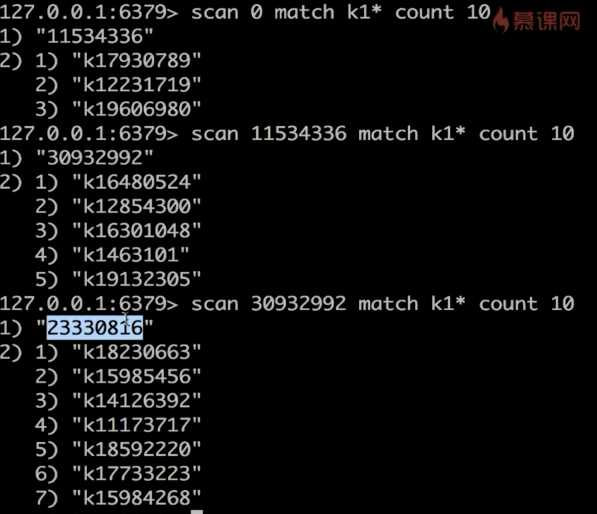 127.0.0.1:6379> scan 0 match k1* count 10
慕课网
1) "11534336"
2) 1) "k17930789"
2) "k12231719"
3) "k19606980"
127.0.0.1:6379> scan 11534336 match k1* count 10
1) "30932992"
2) 1) "k16480524"
2) "k12854300"
3) "k16301048"
4) "k1463101"
5) "k19132305"
127.0.0.1:6379> scan 30932992 match k1* count 10
1) "23330816"
2) 1) "k18230663"
2) "k15985456"
3) "k14126392"
4) "k11173717"
5) "k18592220"
6) "k17733223"
7) "k15984268"